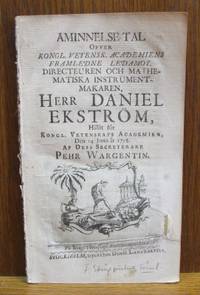 AMINNELSE-TAL
OFVER
KONGL. VETENSK. ACADEMIENS
FRAMLEDNE LEDAMOT,
DIRECTEUREN OCH MATHE-
MATISKA INSTRUMENT-
MAKAREN,
HERR DANIEL
EKSTRÖM,
Hållit för
KONGL. VETENSKAPS ACADEMIEN,
Den 14 Junii år 1758.
AF DESS SECRETERARE
PEHR WARGENTIN.
STOCKHOLM,